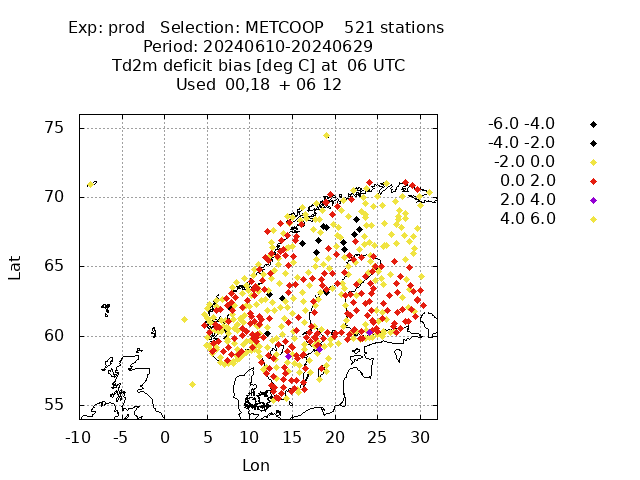 Exp: prod   Selection: METCOOP    521 stations
Period: 20240610-20240629
Td2m deficit bias [deg C] at  06 UTC
Used  00,18  + 06 12
-6.0 -4.0
-4.0 -2.0
-2.0 0.0
0.0 2.0
2.0 4.0
4.0 6.0
75
70
65
60
55
Lat
-10 -5 0 5 10 15 20 25 30
Lon